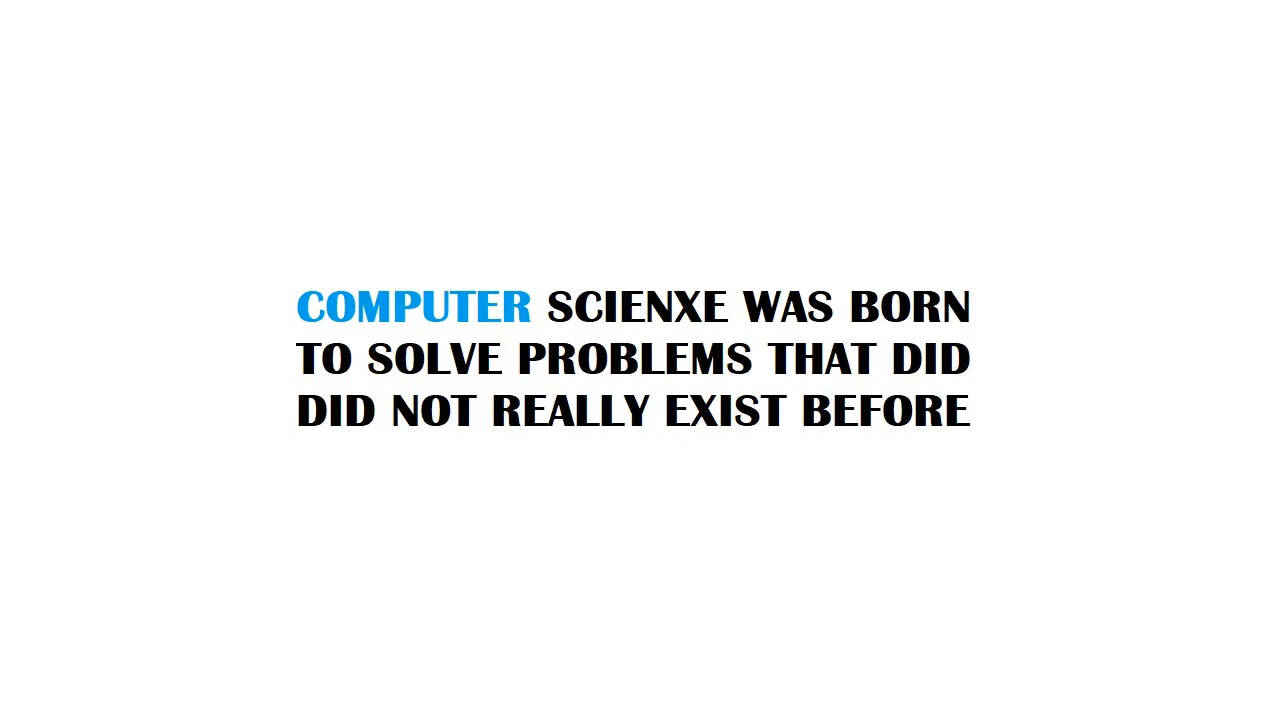 COMPUTER SCIENXE WAS BORN
TO SOLVE PROBLEMS THAT DID
DID NOT REALLY EXIST BEFORE